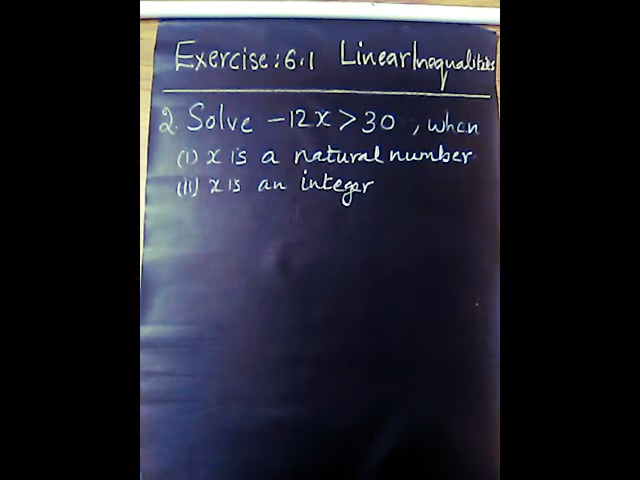 Exercise: 6.1 Linear Inequalities
2. Solve -12x > 30, when
(i) x is a natural number
(ii) x is an integer